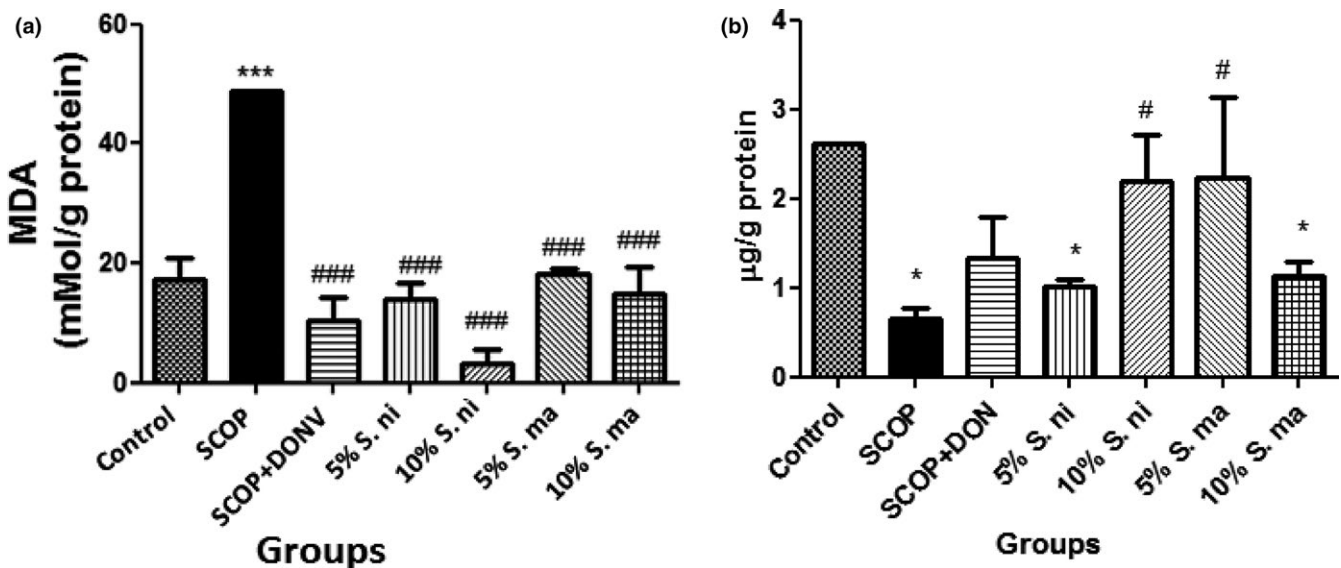 (a)
MDA
(mMol/g protein)
60
40
20
0
***
###
###
###
###
###
Control
SCOP
SCOP+DONV
5% S. ni
10% S. ni
5% S. ma
10% S. ma
Groups
(b)
µg/g protein
4
3
2
1
0
*
*
#
#
*
Control
SCOP
SCOP+DON
5% S. ni
10% S. ni
5% S. ma
10% S. ma
Groups